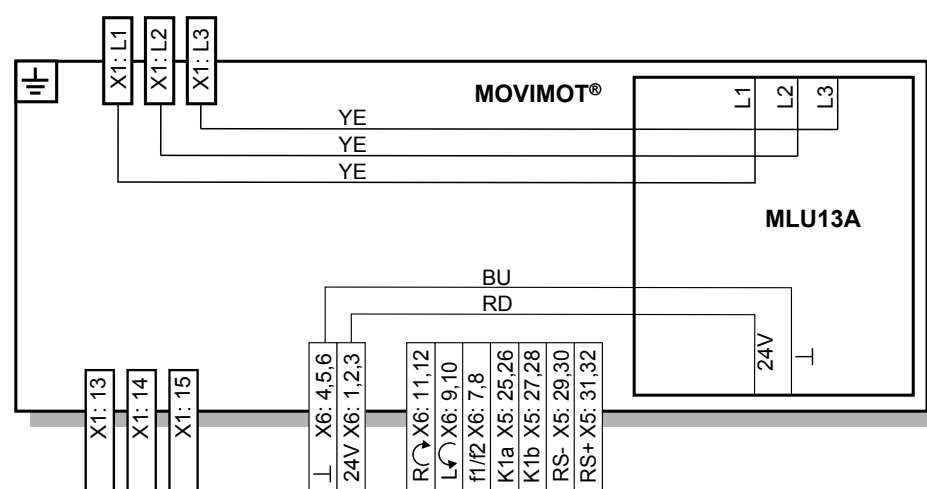 X1: L1
X1: L2
X1: L3
MOVIMOT®
L1
L2
L3
YE
YE
YE
MLU13A
BU
RD
24V
⊥
X1: 13
X1: 14
X1: 15
⊥ X6: 4,5,6
24V X6: 1,2,3
R X6: 11,12
L X6: 9,10
f1/f2 X6: 7,8
K1a X5: 25,26
K1b X5: 27,28
RS- X5: 29,30
RS+ X5: 31,32